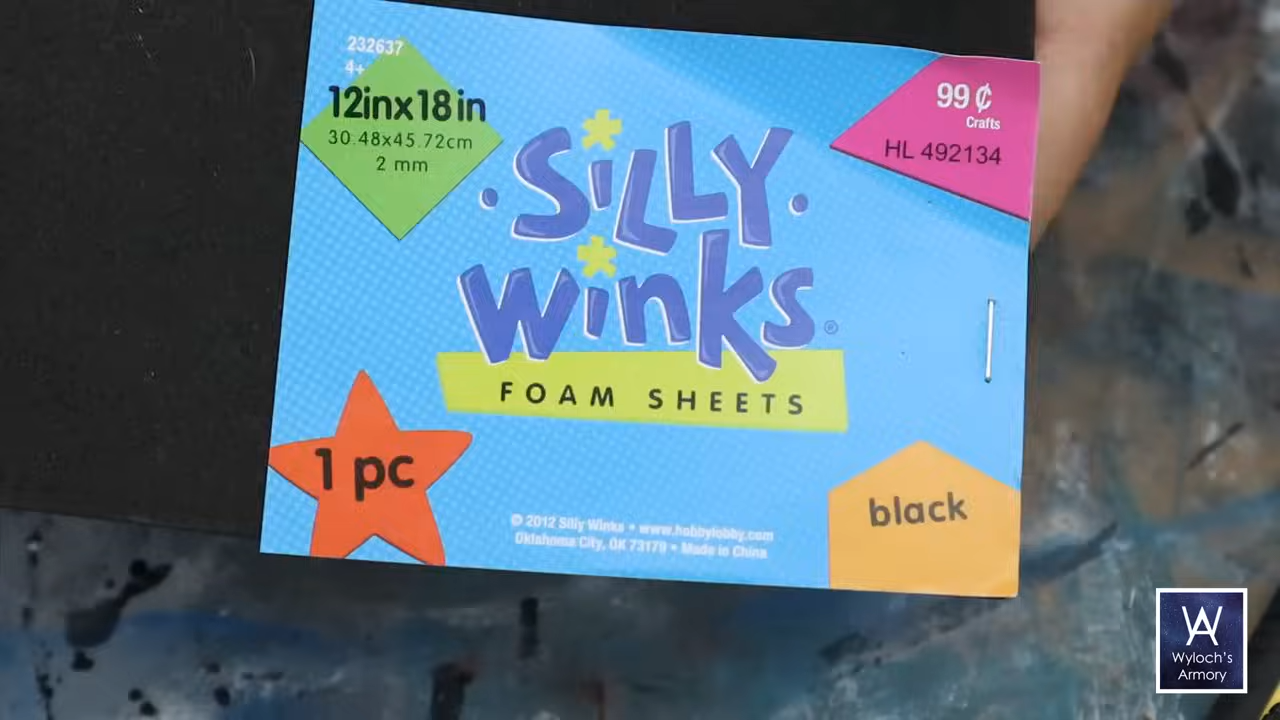 232637
4+
12inx18in
30.48x45.72cm
2 mm
99¢
Crafts
HL 492134
SiLLY
Winks®
FOAM SHEETS
1 pc
black
© 2012 Silly Winks • www.hobbylobby.com
Oklahoma City, OK 73179 • Made in China
WA
Wyloch's
Armory